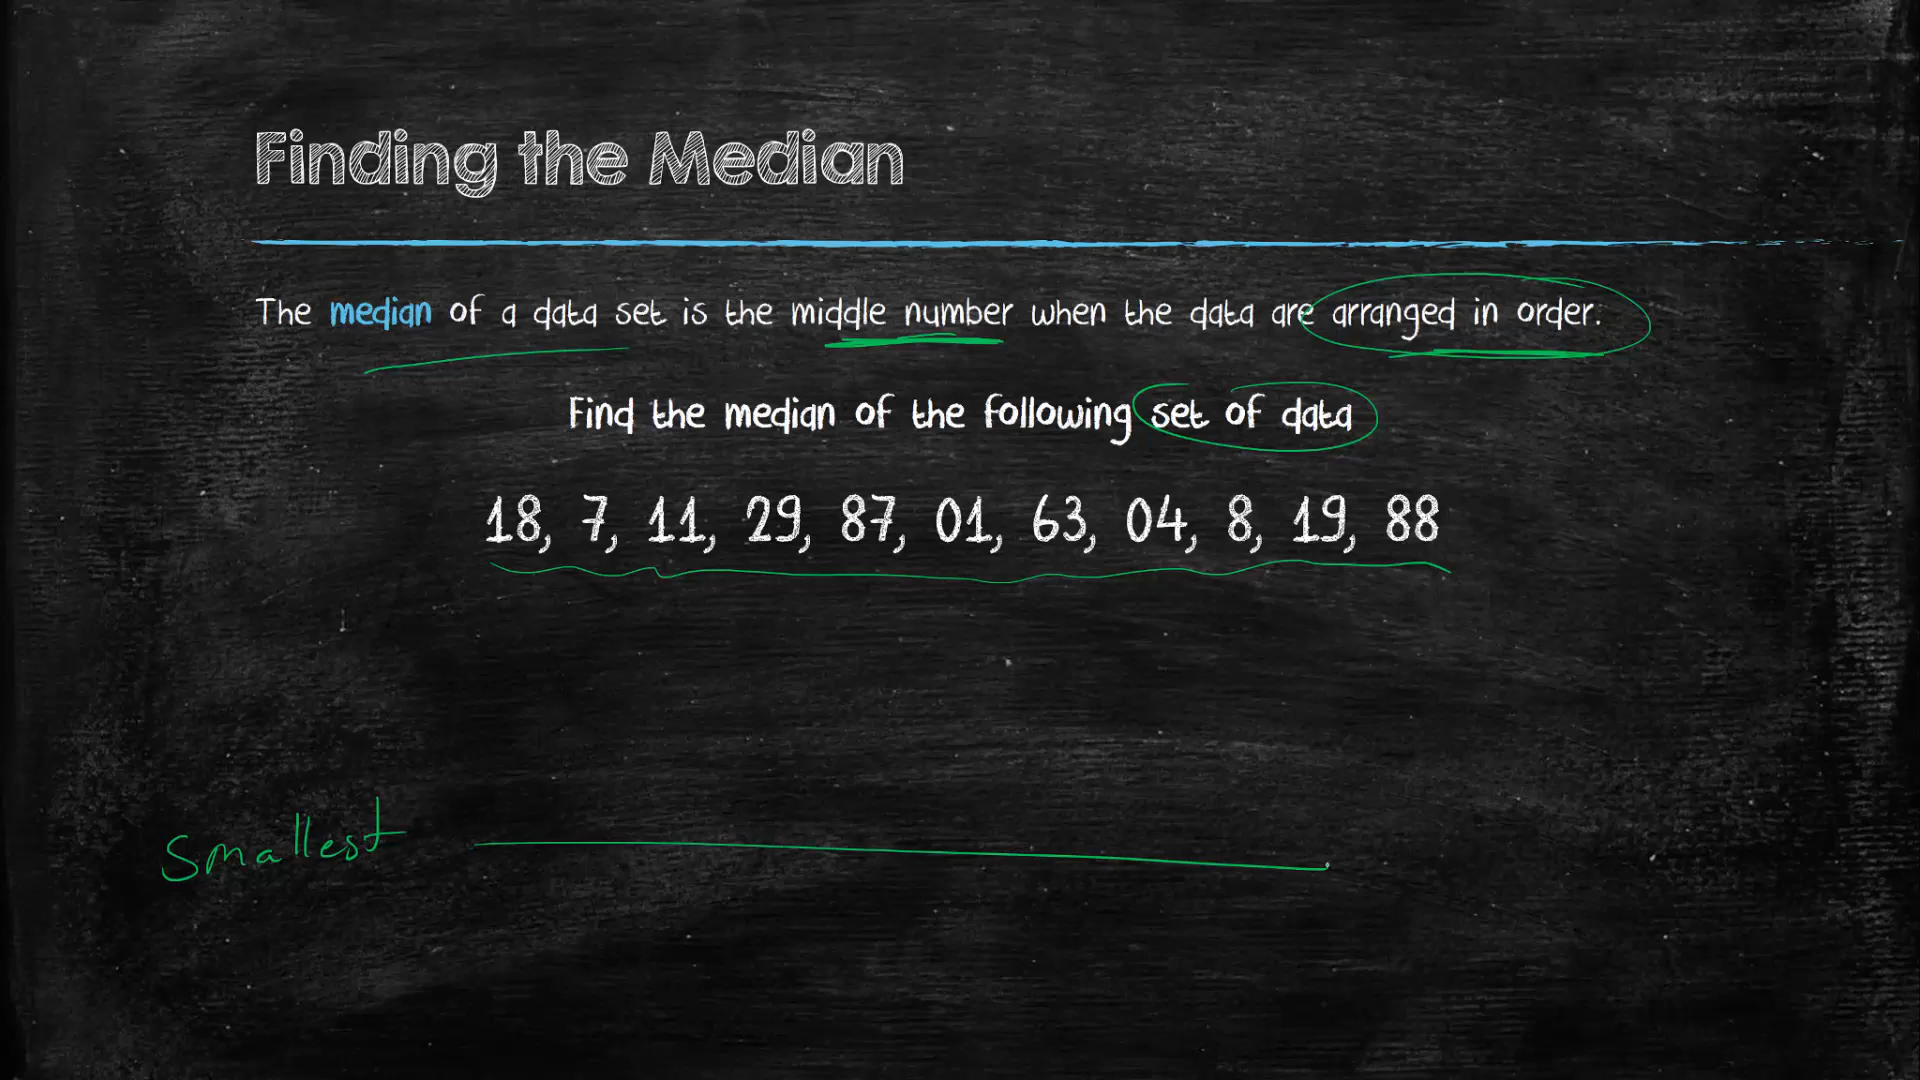 Finding the Median
The median of a data set is the middle number when the data are arranged in order.
Find the median of the following set of data
18, 7, 11, 29, 87, 01, 63, 04, 8, 19, 88
Smallest